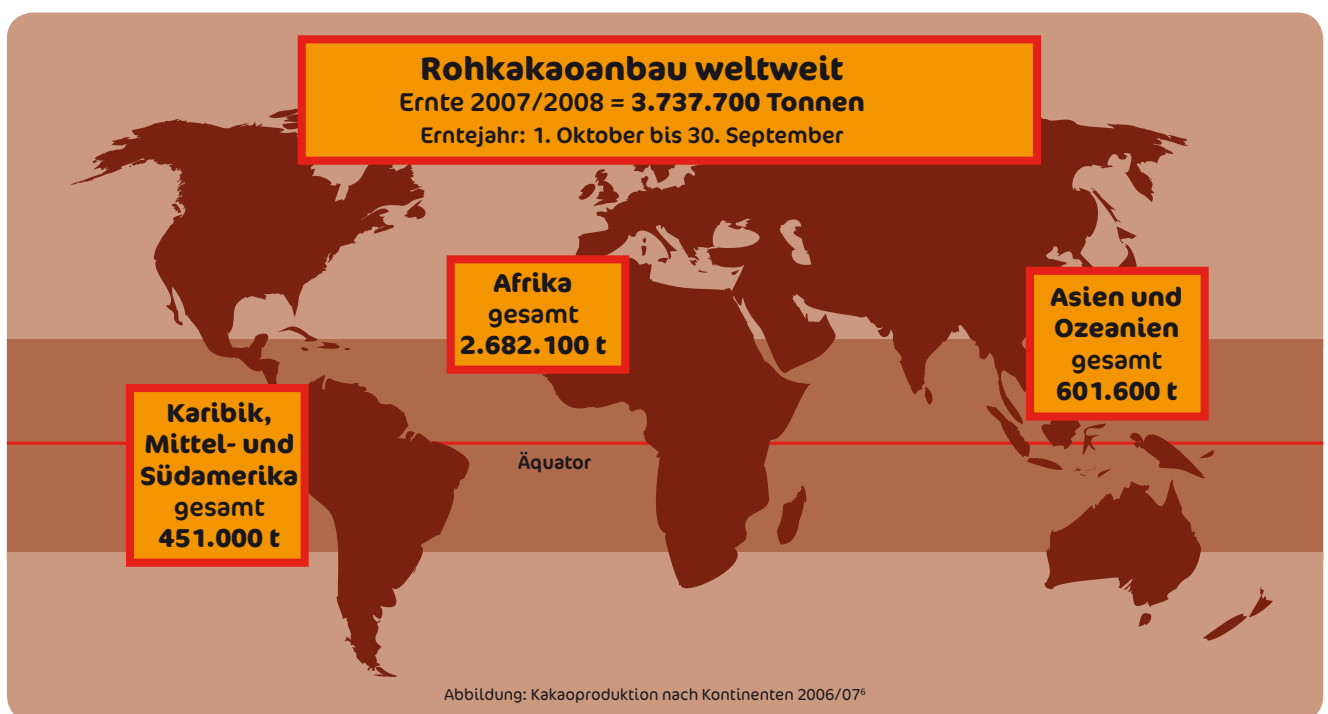 Rohkakaoanbau weltweit
Ernte 2007/2008 = 3.737.700 Tonnen
Erntejahr: 1. Oktober bis 30. September
Afrika
gesamt
2.682.100 t
Asien und
Ozeanien
gesamt
601.600 t
Karibik,
Mittel- und
Südamerika
gesamt
451.000 t
Äquator
Abbildung: Kakaoproduktion nach Kontinenten 2006/07⁶